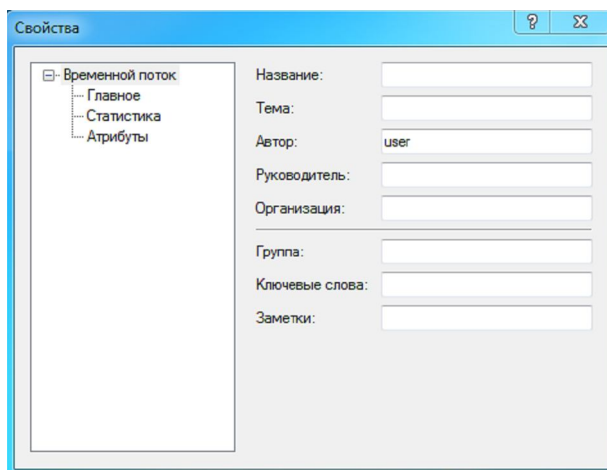 Свойства
Временной поток
Главное
Статистика
Атрибуты
Название:
Тема:
Автор: user
Руководитель:
Организация:
Группа:
Ключевые слова:
Заметки: